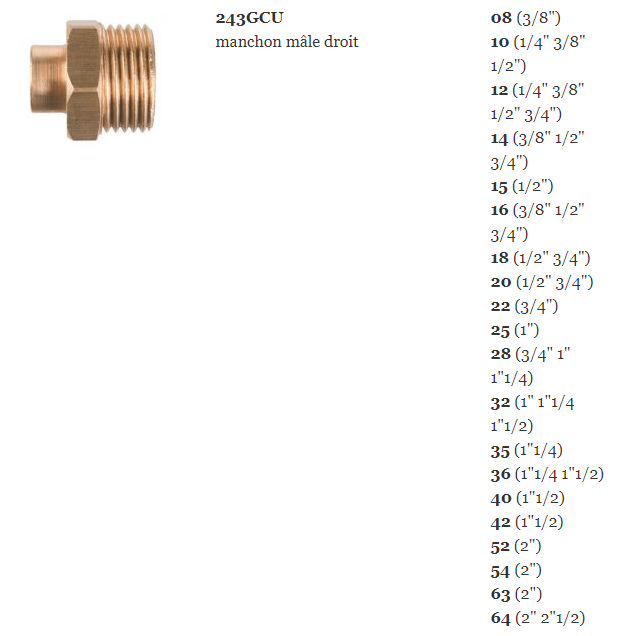 243GCU
manchon mâle droit
08 (3/8")
10 (1/4" 3/8"
1/2")
12 (1/4" 3/8"
1/2" 3/4")
14 (3/8" 1/2"
3/4")
15 (1/2")
16 (3/8" 1/2"
3/4")
18 (1/2" 3/4")
20 (1/2" 3/4")
22 (3/4")
25 (1")
28 (3/4" 1"
1"1/4)
32 (1" 1"1/4
1"1/2)
35 (1"1/4)
36 (1"1/4 1"1/2)
40 (1"1/2)
42 (1"1/2)
52 (2")
54 (2")
63 (2")
64 (2" 2"1/2)